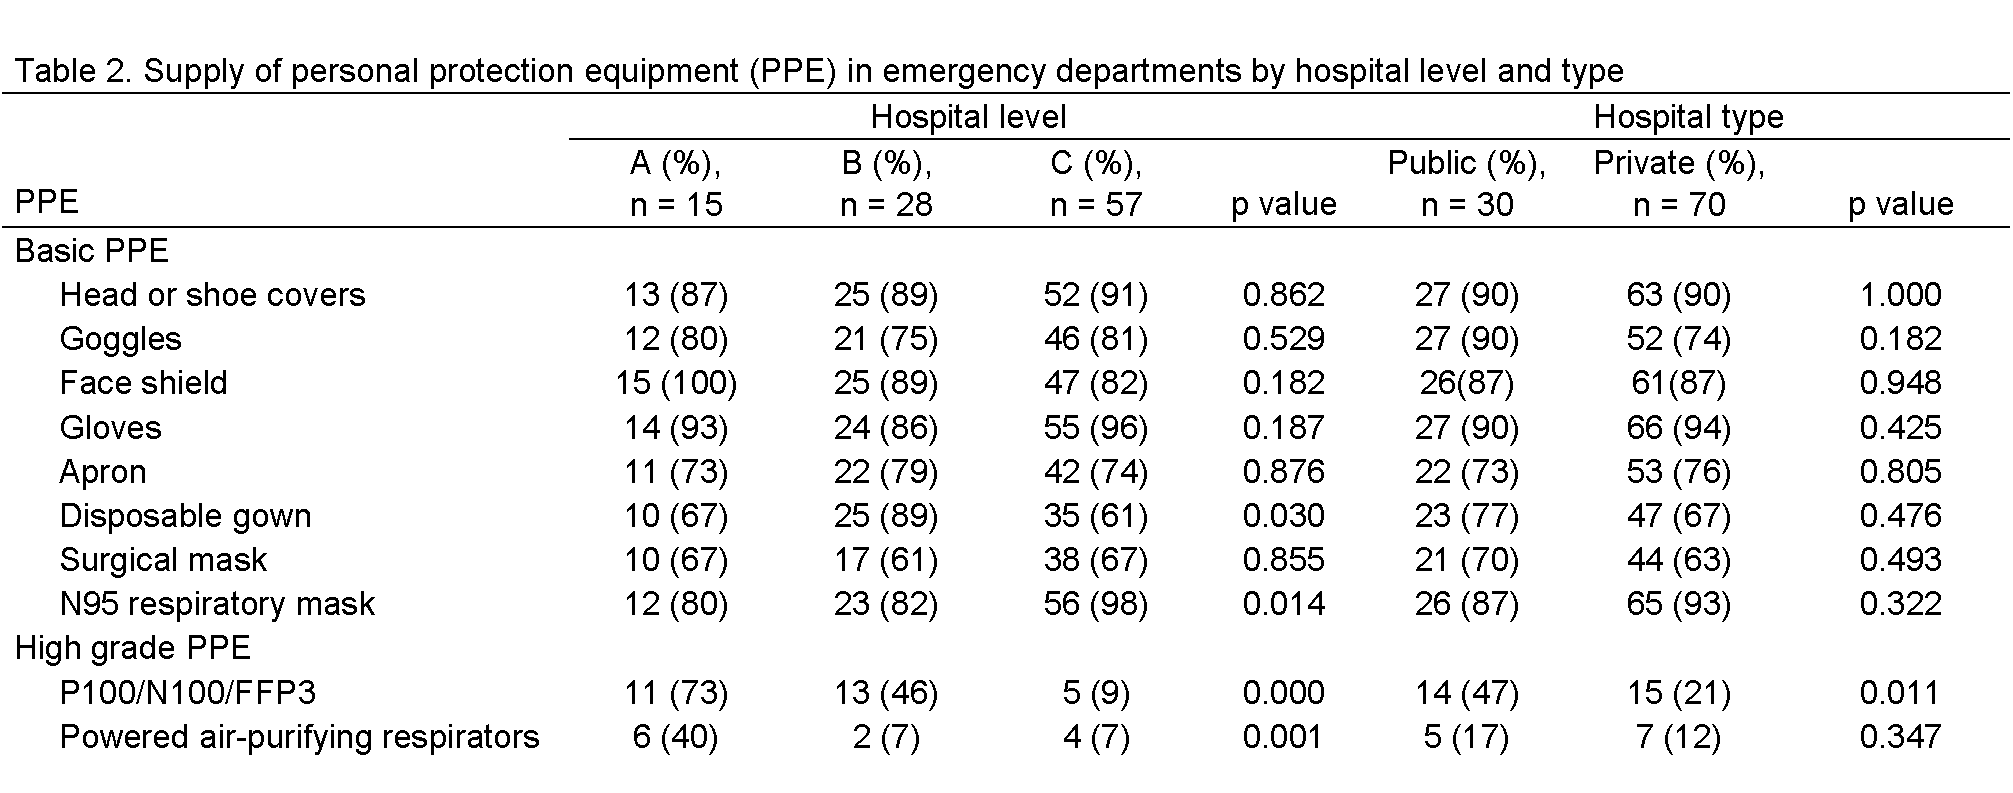 Table 2. Supply of personal protection equipment (PPE) in emergency departments by hospital level and type
Hospital level Hospital type
A (%), B (%), C (%), Public (%), Private (%),
PPE n = 15 n = 28 n = 57 p value n = 30 n = 70 p value
Basic PPE
Head or shoe covers 13 (87) 25 (89) 52 (91) 0.862 27 (90) 63 (90) 1.000
Goggles 12 (80) 21 (75) 46 (81) 0.529 27 (90) 52 (74) 0.182
Face shield 15 (100) 25 (89) 47 (82) 0.182 26(87) 61(87) 0.948
Gloves 14 (93) 24 (86) 55 (96) 0.187 27 (90) 66 (94) 0.425
Apron 11 (73) 22 (79) 42 (74) 0.876 22 (73) 53 (76) 0.805
Disposable gown 10 (67) 25 (89) 35 (61) 0.030 23 (77) 47 (67) 0.476
Surgical mask 10 (67) 17 (61) 38 (67) 0.855 21 (70) 44 (63) 0.493
N95 respiratory mask 12 (80) 23 (82) 56 (98) 0.014 26 (87) 65 (93) 0.322
High grade PPE
P100/N100/FFP3 11 (73) 13 (46) 5 (9) 0.000 14 (47) 15 (21) 0.011
Powered air-purifying respirators 6 (40) 2 (7) 4 (7) 0.001 5 (17) 7 (12) 0.347